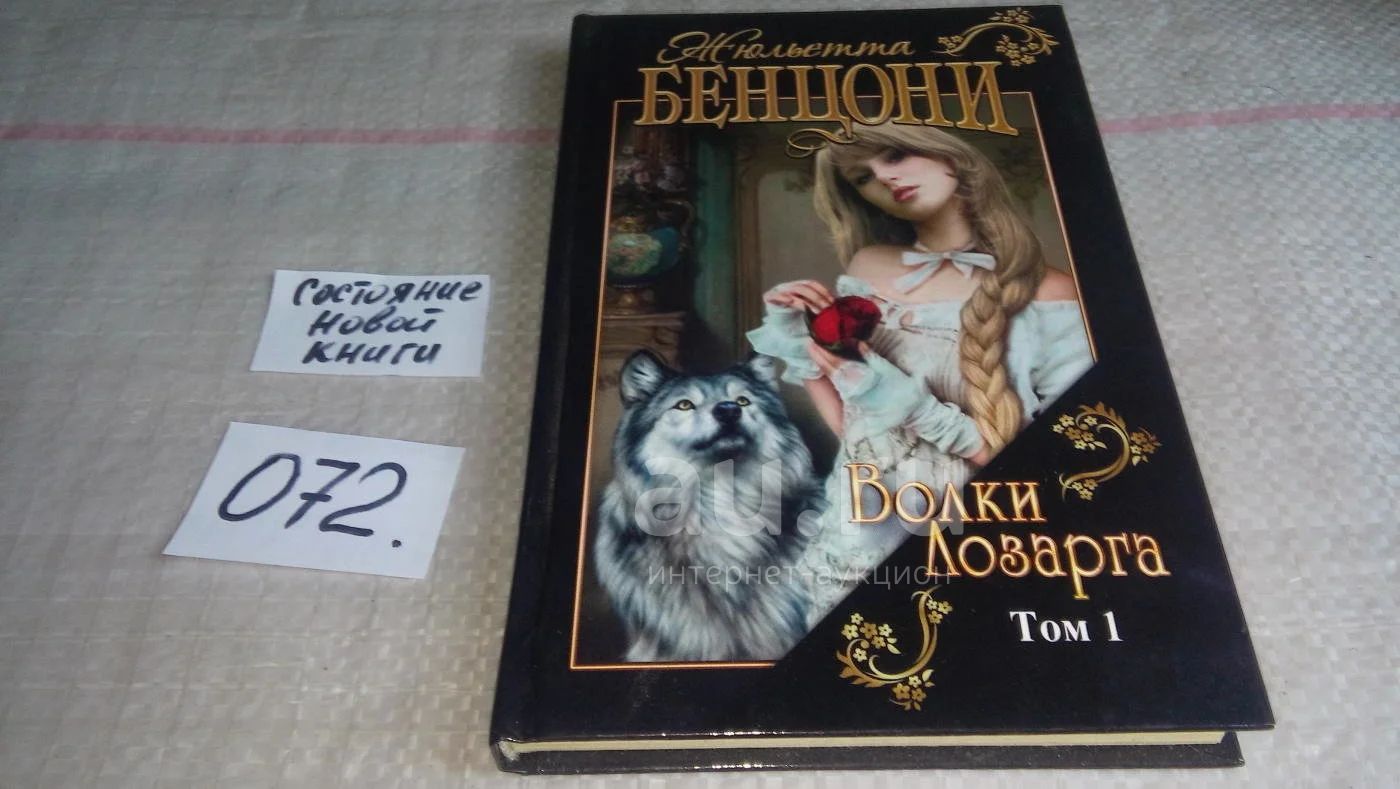 Жюльетта
БЕНЦОНИ
Состояние
новой
книги
072.
au.ru
интернет-аукцион
Волки
Лозарга
Том 1